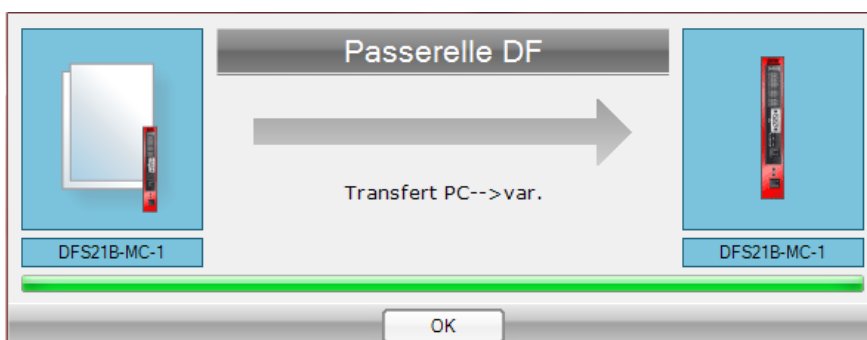 Passerelle DF
Transfert PC-->var.
DFS21B-MC-1
DFS21B-MC-1
OK